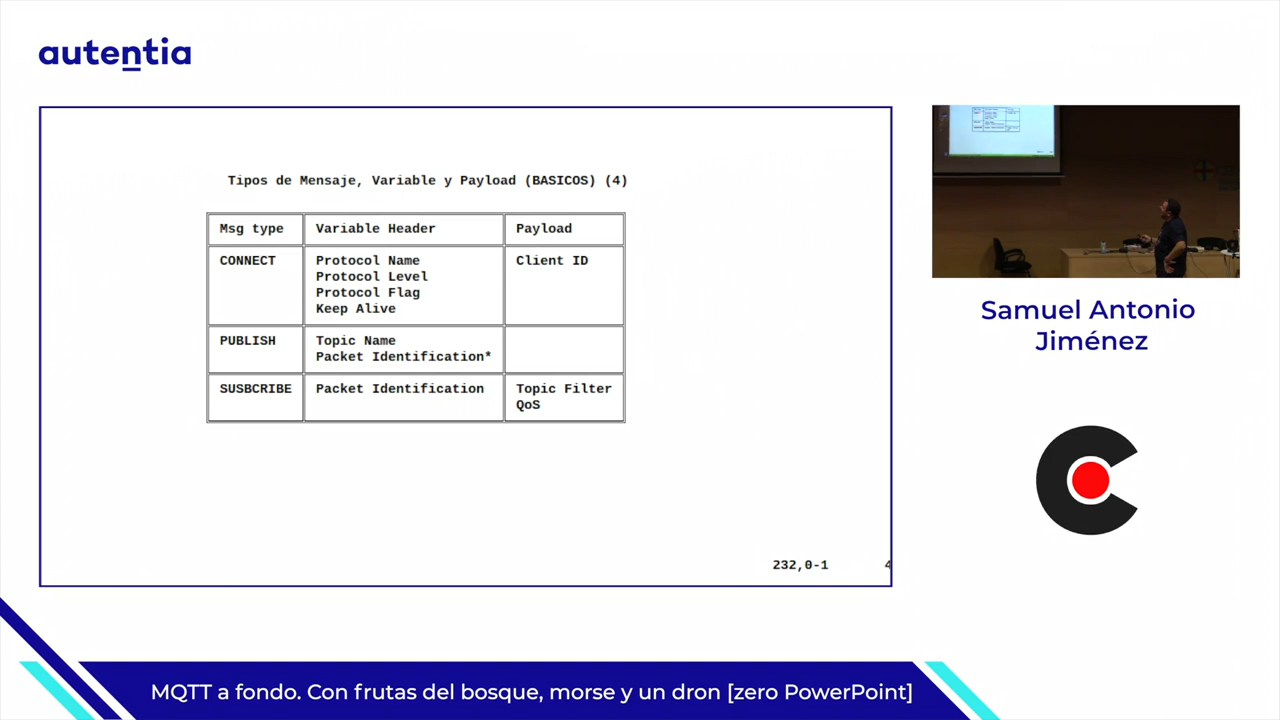 autentia
Tipos de Mensaje, Variable y Payload (BASICOS) (4)
Msg type Variable Header Payload
CONNECT Protocol Name Client ID
Protocol Level
Protocol Flag
Keep Alive
PUBLISH Topic Name
Packet Identification*
SUSBCRIBE Packet Identification Topic Filter
QoS
232,0-1 4
Samuel Antonio
Jiménez
MQTT a fondo. Con frutas del bosque, morse y un dron [zero PowerPoint]